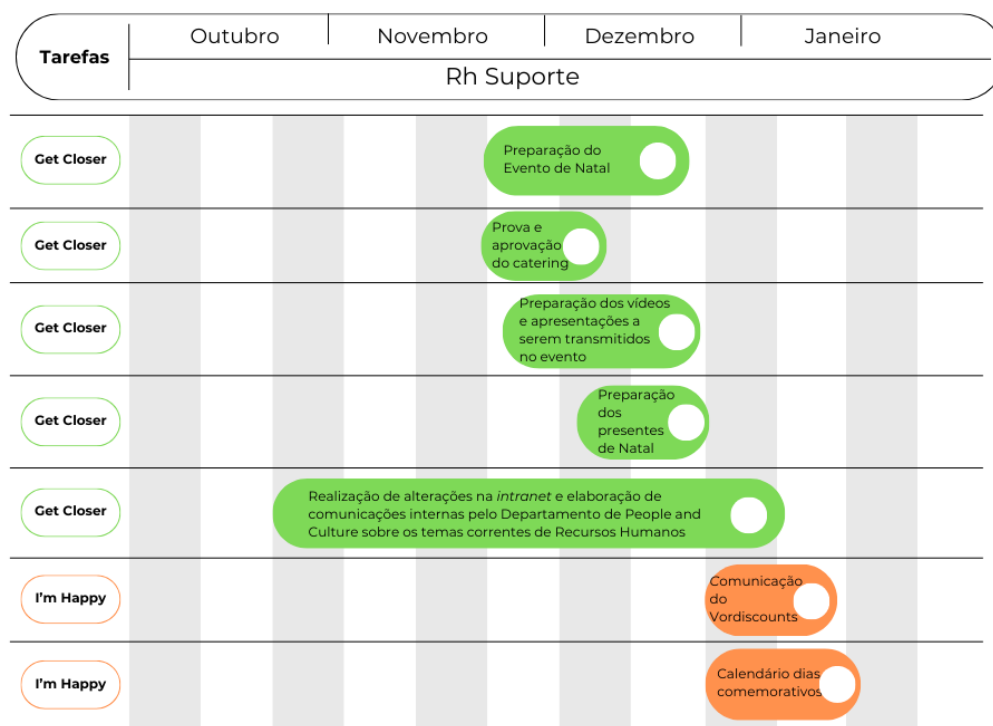 Tarefas
Outubro
Novembro
Dezembro
Janeiro
Rh Suporte
Get Closer
Preparação do
Evento de Natal
Get Closer
Prova e
aprovação
do catering
Get Closer
Preparação dos vídeos
e apresentações a
serem transmitidos
no evento
Get Closer
Preparação
dos
presentes
de Natal
Get Closer
Realização de alterações na intranet e elaboração de
comunicações internas pelo Departamento de People and
Culture sobre os temas correntes de Recursos Humanos
I'm Happy
Comunicação
do
Vordiscounts
I'm Happy
Calendário dias
comemorativos